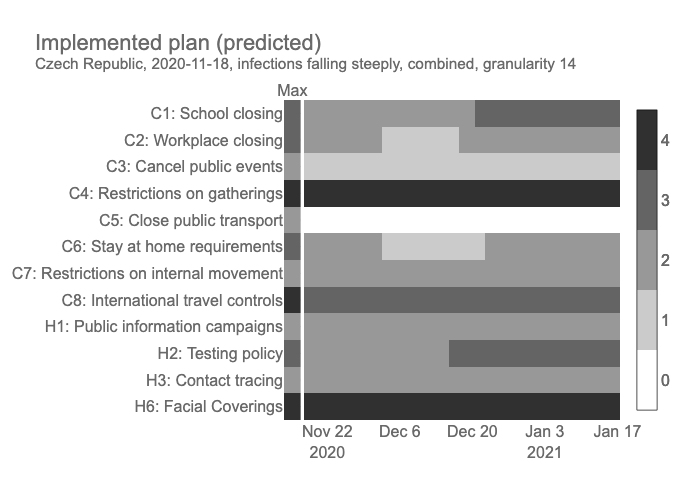 Implemented plan (predicted)
Czech Republic, 2020-11-18, infections falling steeply, combined, granularity 14
Max
C1: School closing
C2: Workplace closing
C3: Cancel public events
C4: Restrictions on gatherings
C5: Close public transport
C6: Stay at home requirements
C7: Restrictions on internal movement
C8: International travel controls
H1: Public information campaigns
H2: Testing policy
H3: Contact tracing
H6: Facial Coverings
4
3
2
1
0
Nov 22 Dec 6 Dec 20 Jan 3 Jan 17
2020 2021